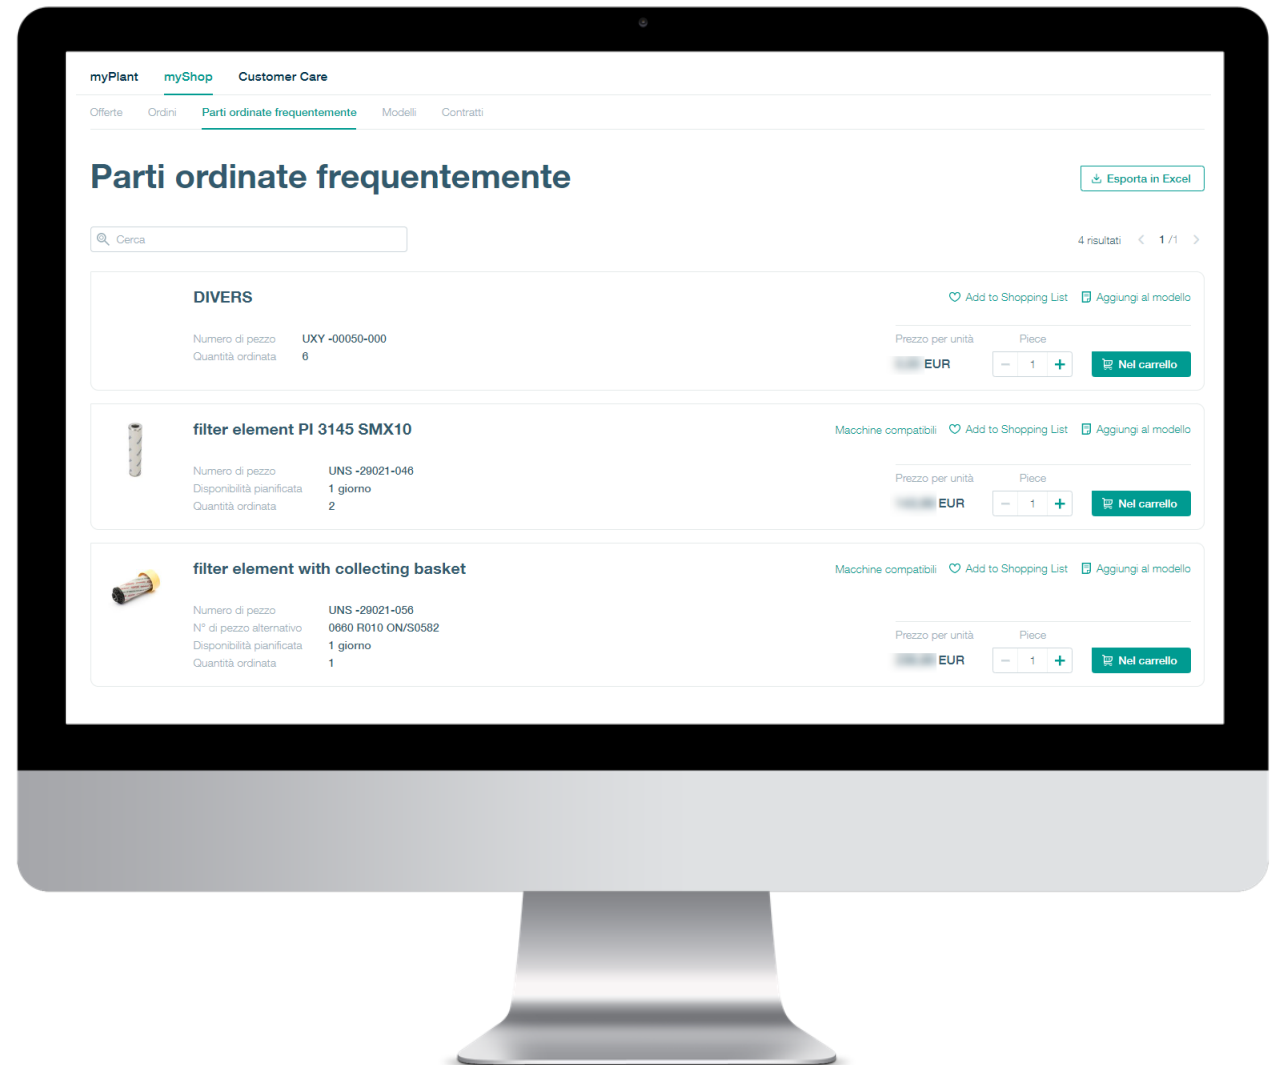 myPlant myShop Customer Care
Offerte Ordini Parti ordinate frequentemente Modelli Contratti
Parti ordinate frequentemente
Esporta in Excel
Cerca
4 risultati 1 /1
DIVERS
Add to Shopping List Aggiungi al modello
Numero di pezzo UXY -00050-000
Quantità ordinata 6
Prezzo per unità Piece
EUR 1 Nel carrello
filter element PI 3145 SMX10
Macchine compatibili Add to Shopping List Aggiungi al modello
Numero di pezzo UNS -29021-046
Disponibilità pianificata 1 giorno
Quantità ordinata 2
Prezzo per unità Piece
EUR 1 Nel carrello
filter element with collecting basket
Macchine compatibili Add to Shopping List Aggiungi al modello
Numero di pezzo UNS -29021-056
N° di pezzo alternativo 0660 R010 ON/S0582
Disponibilità pianificata 1 giorno
Quantità ordinata 1
Prezzo per unità Piece
EUR 1 Nel carrello